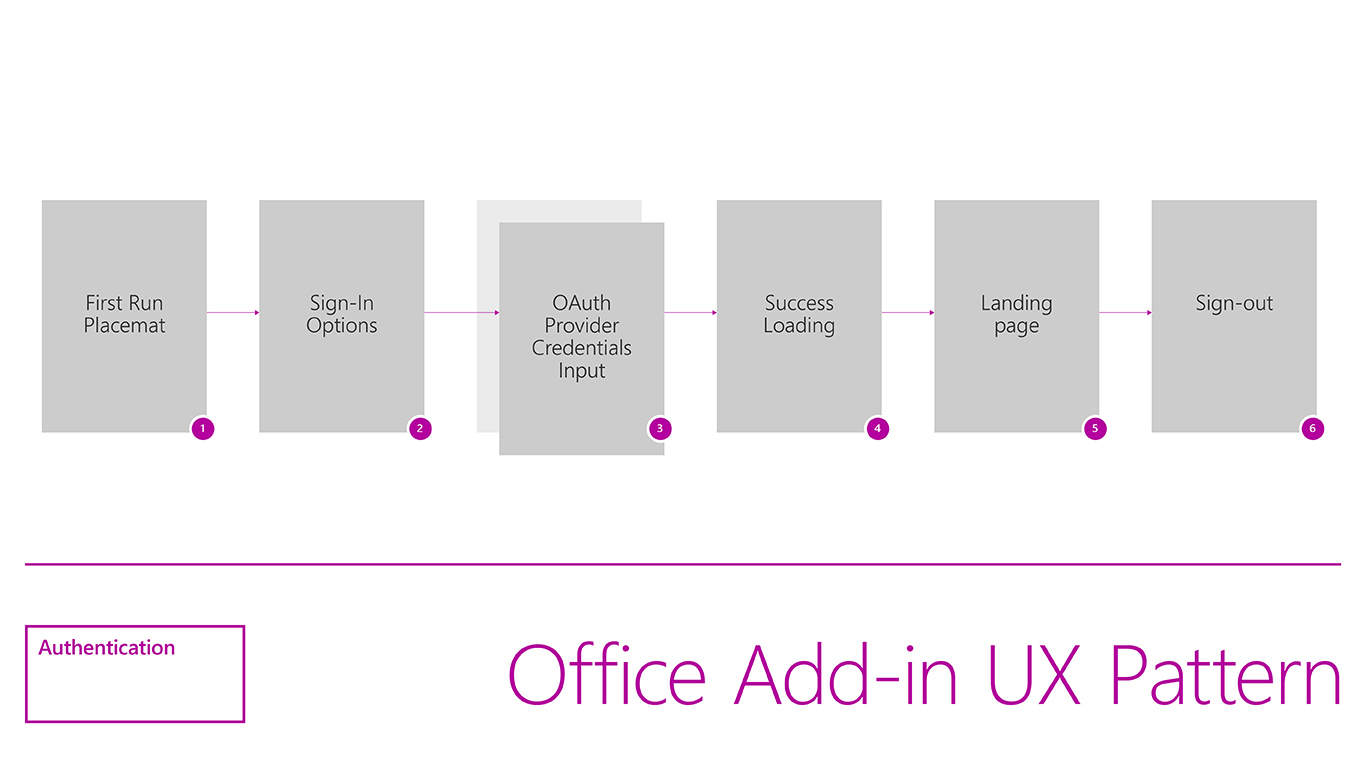 First Run
Placemat
1
Sign-In
Options
2
OAuth
Provider
Credentials
Input
3
Success
Loading
4
Landing
page
5
Sign-out
6
Authentication
Office Add-in UX Pattern